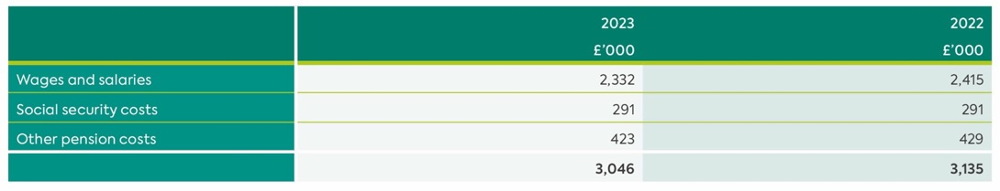 2023 2022
£’000 £’000
Wages and salaries 2,332 2,415
Social security costs 291 291
Other pension costs 423 429
3,046 3,135